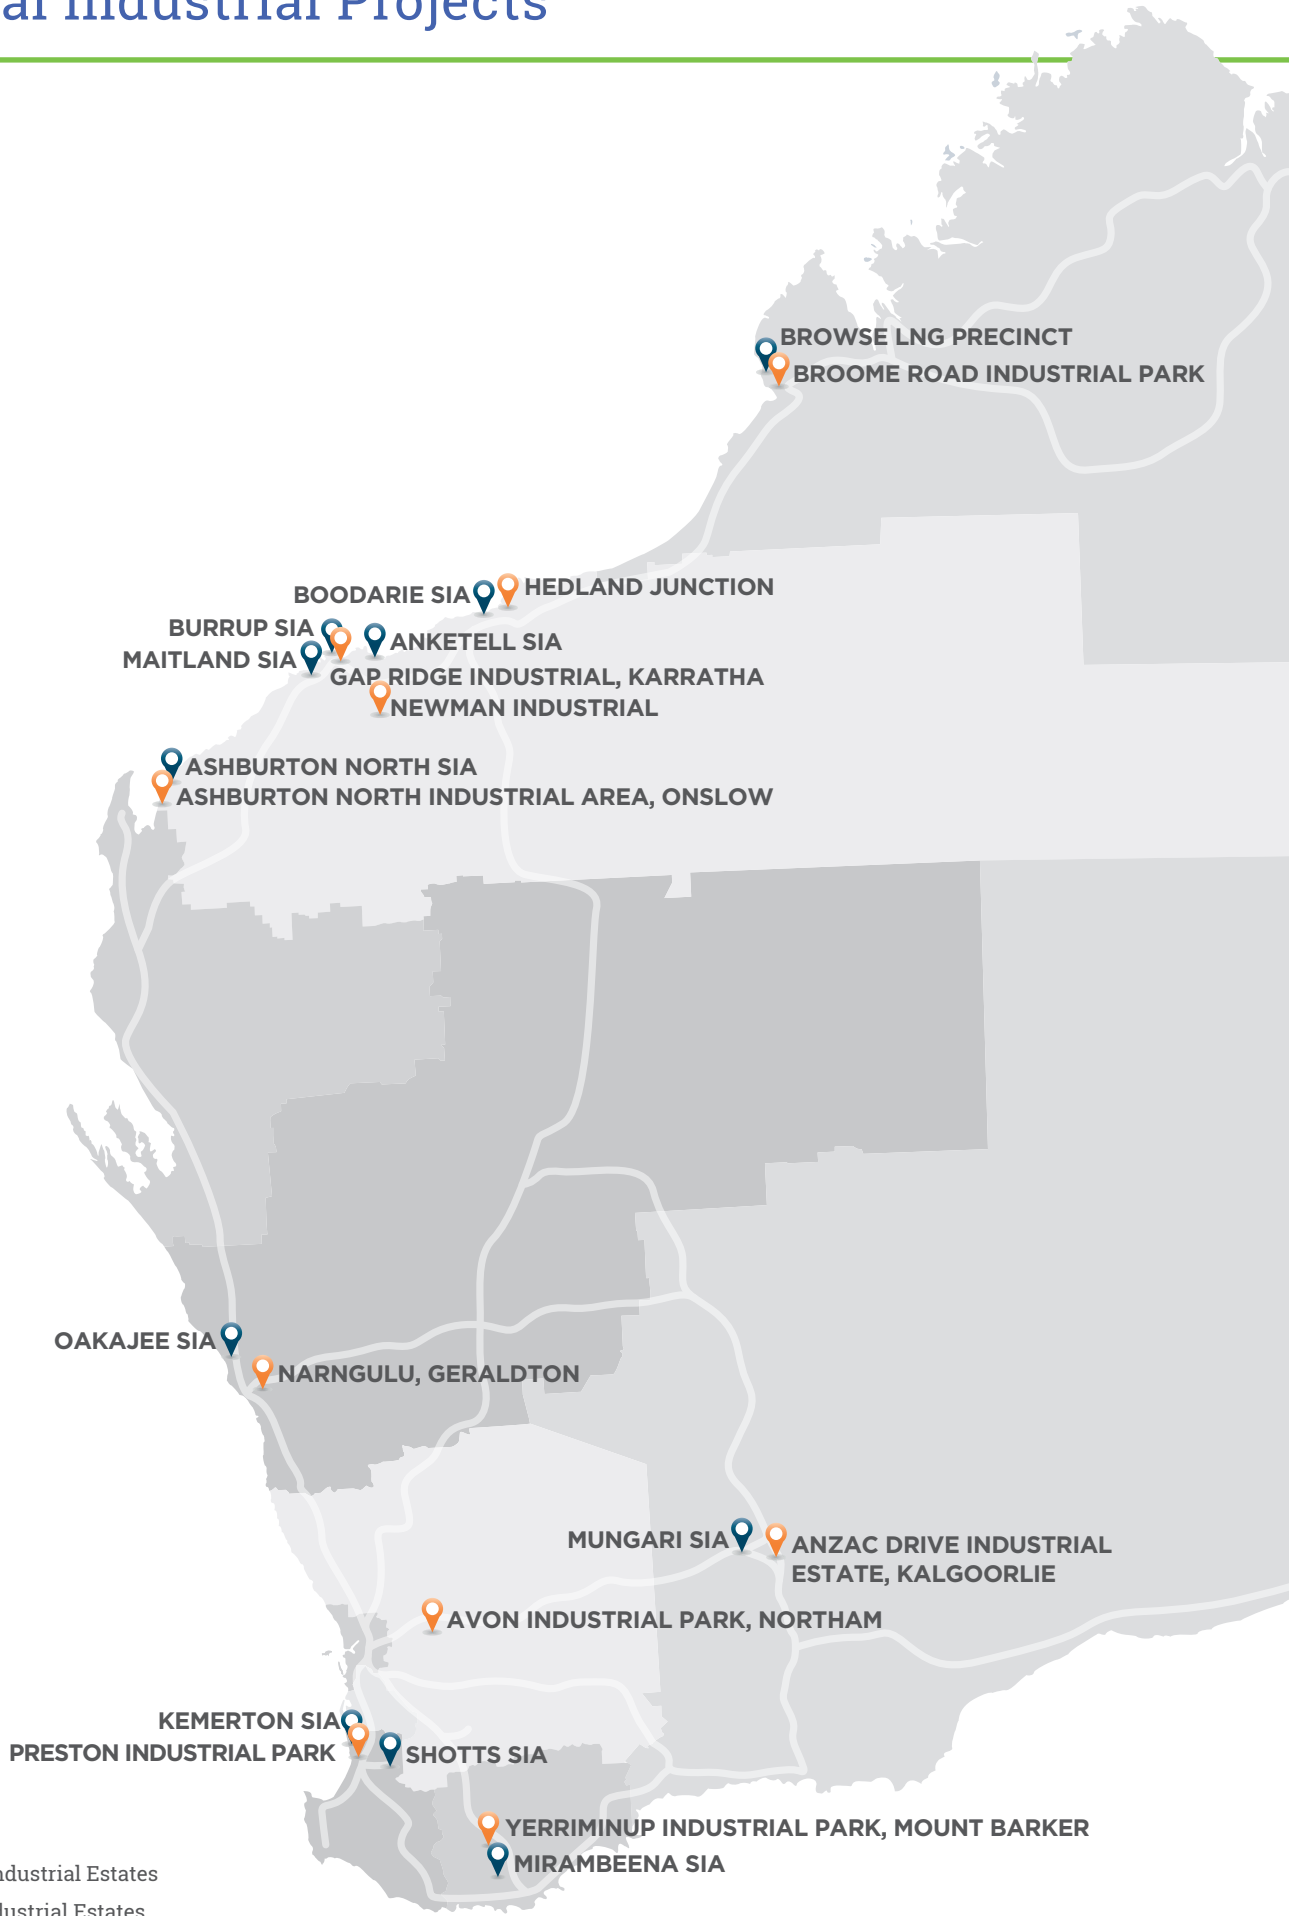 al Industrial Projects
BROWSE LNG PRECINCT
BROOME ROAD INDUSTRIAL PARK
BOODARIE SIA
HEDLAND JUNCTION
BURRUP SIA
ANKETELL SIA
MAITLAND SIA
GAP RIDGE INDUSTRIAL, KARRATHA
NEWMAN INDUSTRIAL
ASHBURTON NORTH SIA
ASHBURTON NORTH INDUSTRIAL AREA, ONSLOW
OAKAJEE SIA
NARNGULU, GERALDTON
MUNGARI SIA
ANZAC DRIVE INDUSTRIAL
ESTATE, KALGOORLIE
AVON INDUSTRIAL PARK, NORTHAM
KEMERTON SIA
PRESTON INDUSTRIAL PARK
SHOTTS SIA
YERRIMINUP INDUSTRIAL PARK, MOUNT BARKER
MIRAMBEENA SIA
ndustrial Estates
dustrial Estates